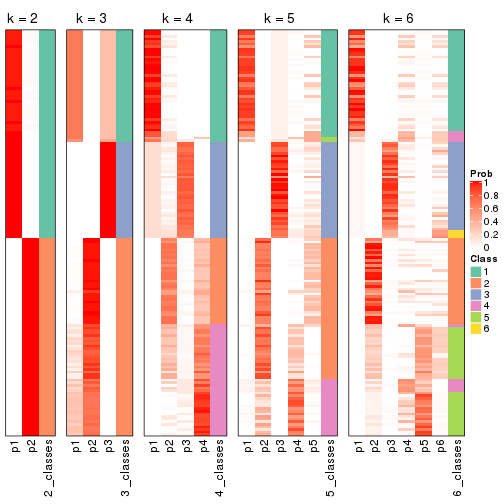 k = 2
k = 3
k = 4
k = 5
k = 6
p1
p2
2_classes
p1
p2
p3
3_classes
p1
p2
p3
p4
4_classes
p1
p2
p3
p4
p5
5_classes
p1
p2
p3
p4
p5
p6
6_classes
Prob
1
0.8
0.6
0.4
0.2
0
Class
1
2
3
4
5
6